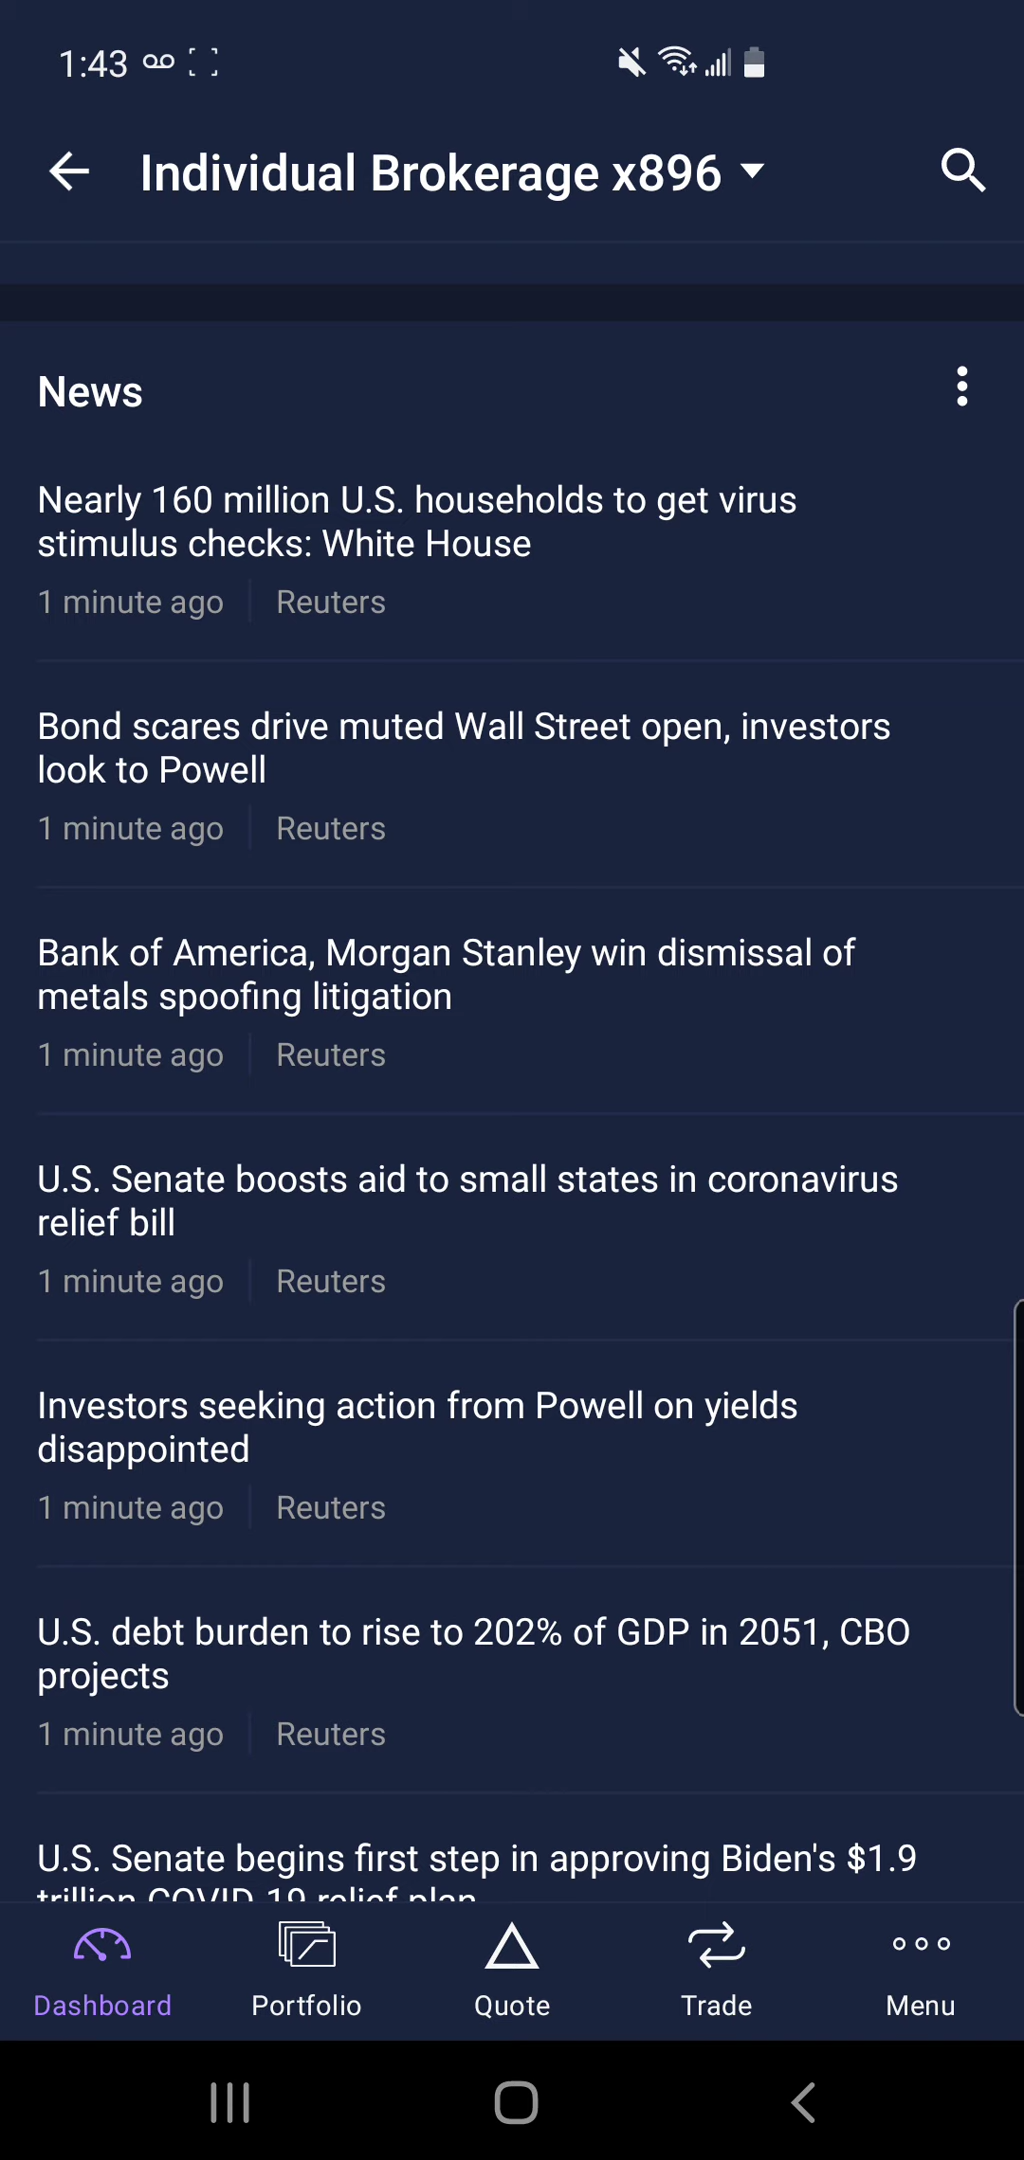 1:43
Individual Brokerage x896
News
Nearly 160 million U.S. households to get virus
stimulus checks: White House
1 minute ago Reuters
Bond scares drive muted Wall Street open, investors
look to Powell
1 minute ago Reuters
Bank of America, Morgan Stanley win dismissal of
metals spoofing litigation
1 minute ago Reuters
U.S. Senate boosts aid to small states in coronavirus
relief bill
1 minute ago Reuters
Investors seeking action from Powell on yields
disappointed
1 minute ago Reuters
U.S. debt burden to rise to 202% of GDP in 2051, CBO
projects
1 minute ago Reuters
U.S. Senate begins first step in approving Biden's $1.9
trillion COVID-19 relief plan
Dashboard Portfolio Quote Trade Menu